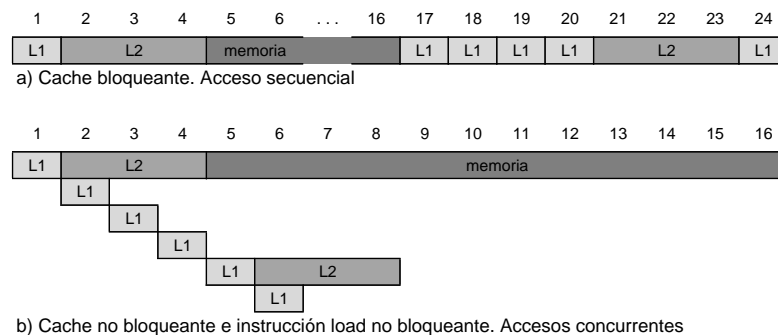 1 2 3 4 5 6 . . . 16 17 18 19 20 21 22 23 24
L1 L2 memoria L1 L1 L1 L1 L2 L1
a) Cache bloqueante. Acceso secuencial
1 2 3 4 5 6 7 8 9 10 11 12 13 14 15 16
L1 L2 memoria
L1
L1
L1
L1 L2
L1
b) Cache no bloqueante e instrucción load no bloqueante. Accesos concurrentes